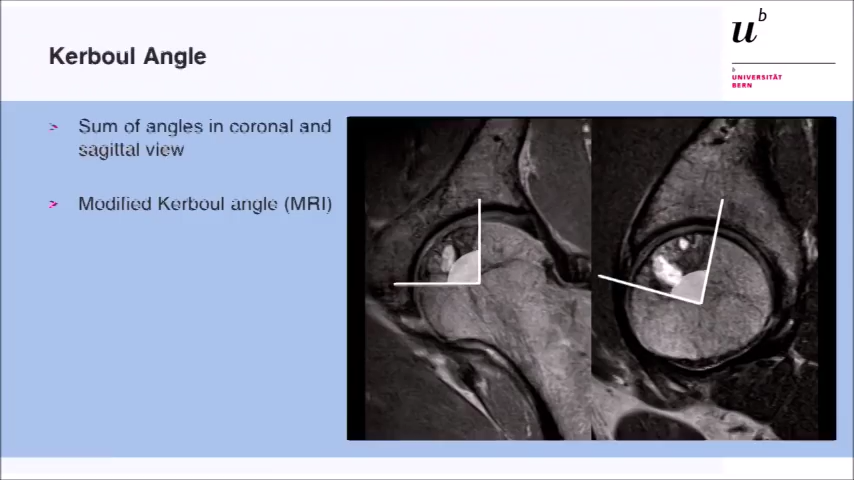 Kerboul Angle
u b
b
UNIVERSITÄT
BERN
> Sum of angles in coronal and
sagittal view
> Modified Kerboul angle (MRI)